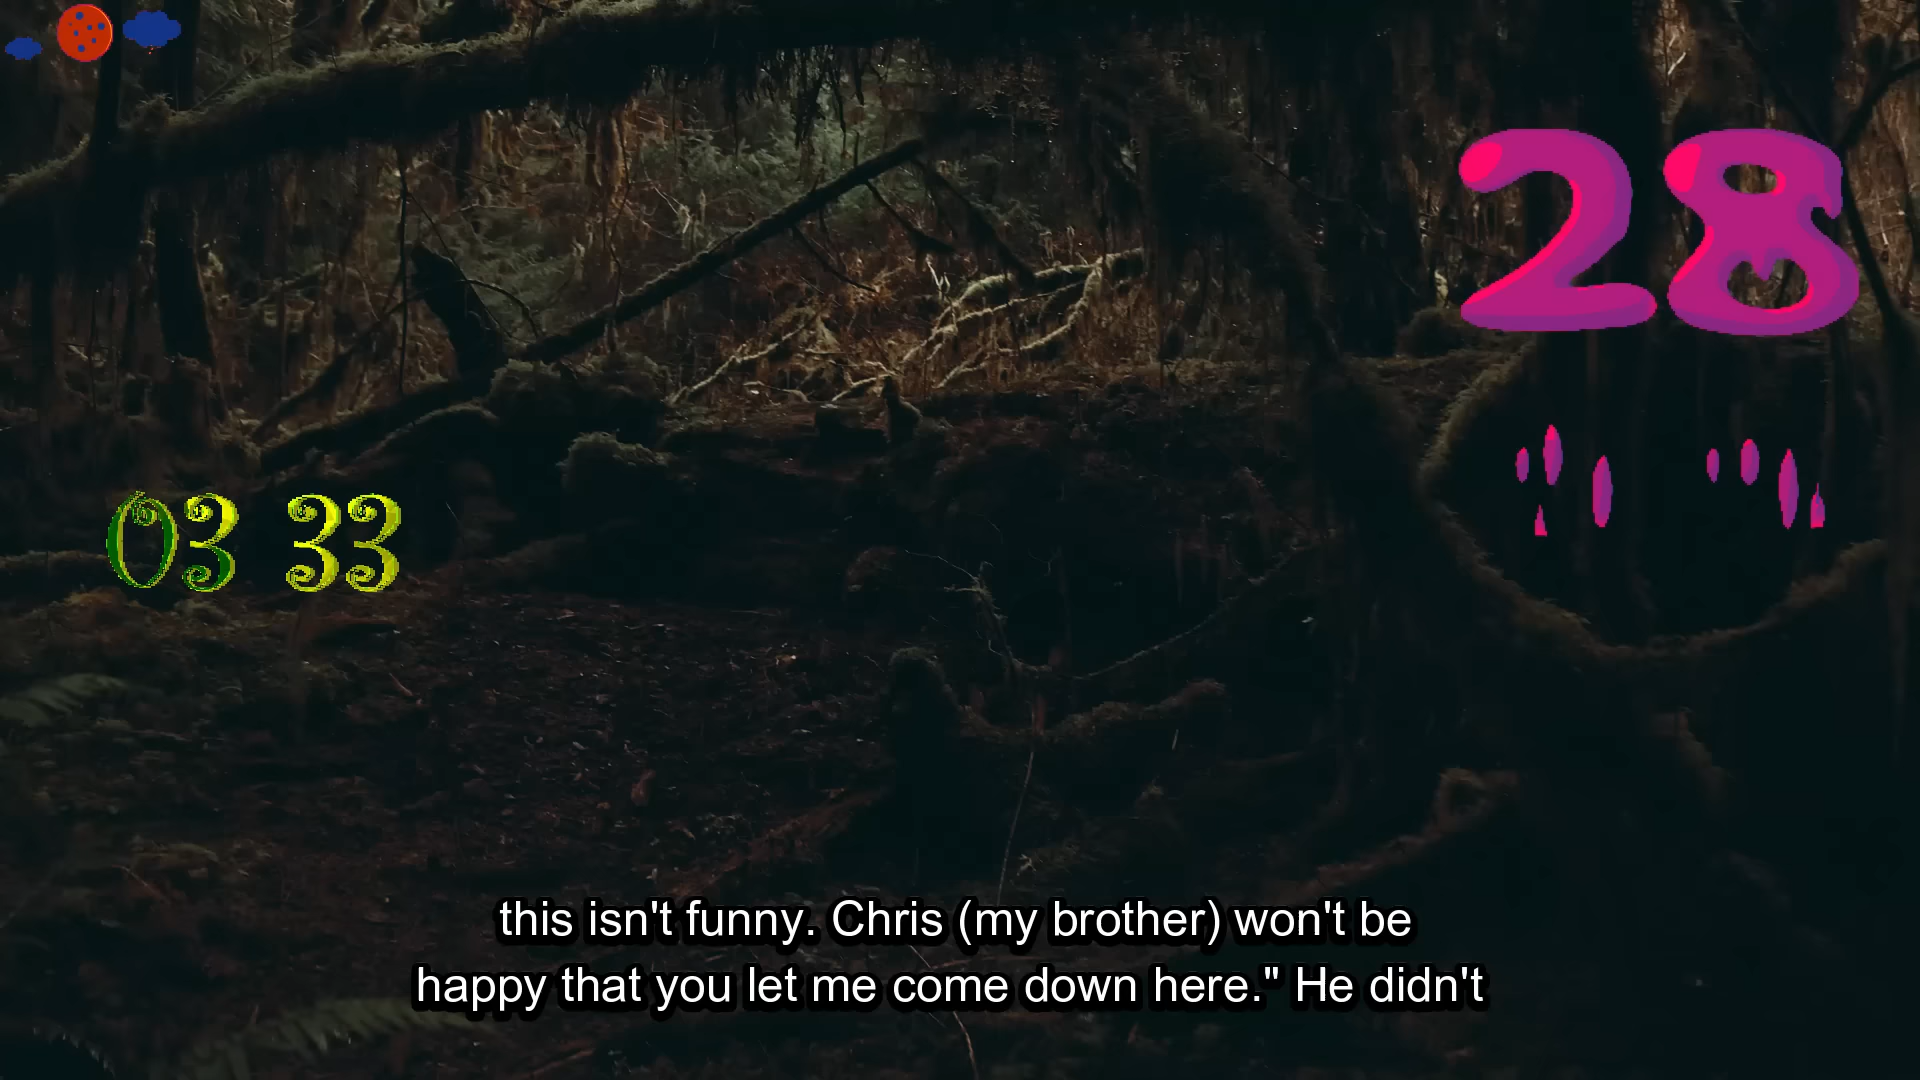 28
03 33
this isn't funny. Chris (my brother) won't be
happy that you let me come down here." He didn't